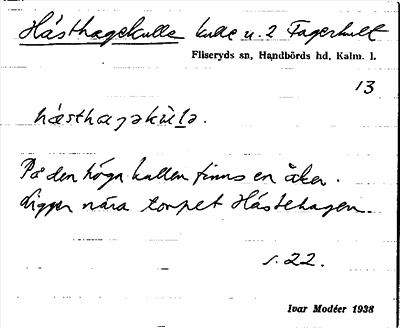 Hästhagekulle kulle u. 2 Fagerhult
Fliseryds sn, Handbörds hd, Kalm. l.
13
hæsthagakùlə.
På den höga kullen finns en åker.
Ligger nära torpet Hästehagen.
s. 22.
Ivar Modéer 1938